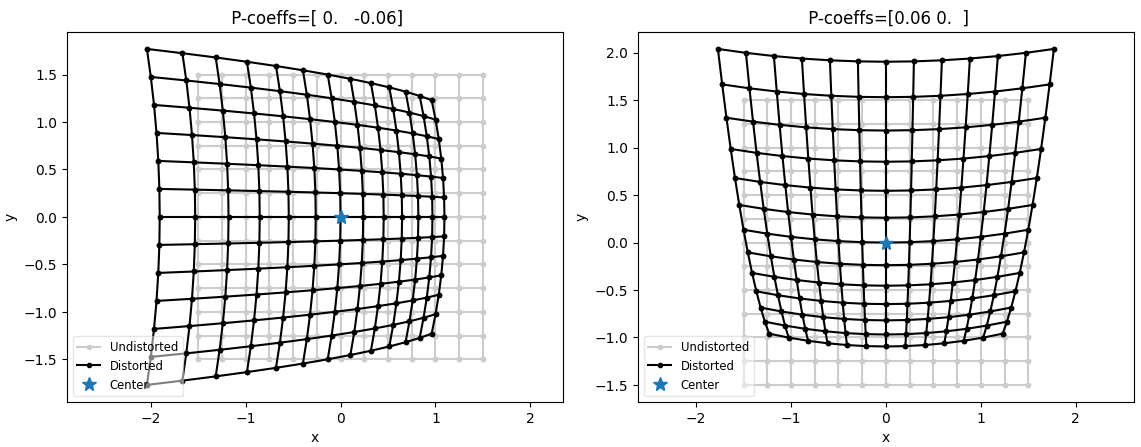 P-coeffs=[ 0.   -0.06]
y
1.5
1.0
0.5
0.0
−0.5
−1.0
−1.5
Undistorted
Distorted
Center
−2 −1 0 1 2
x
P-coeffs=[0.06 0.  ]
y
2.0
1.5
1.0
0.5
0.0
−0.5
−1.0
−1.5
Undistorted
Distorted
Center
−2 −1 0 1 2
x